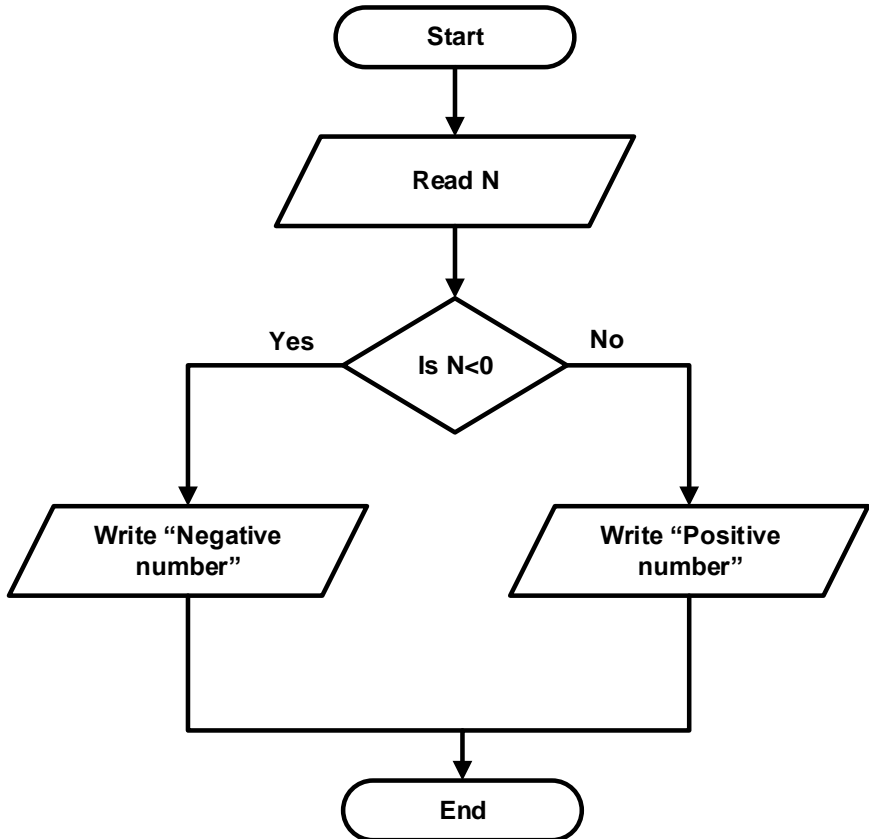 Start
Read N
Yes
Is N<0
No
Write “Negative
number”
Write “Positive
number”
End